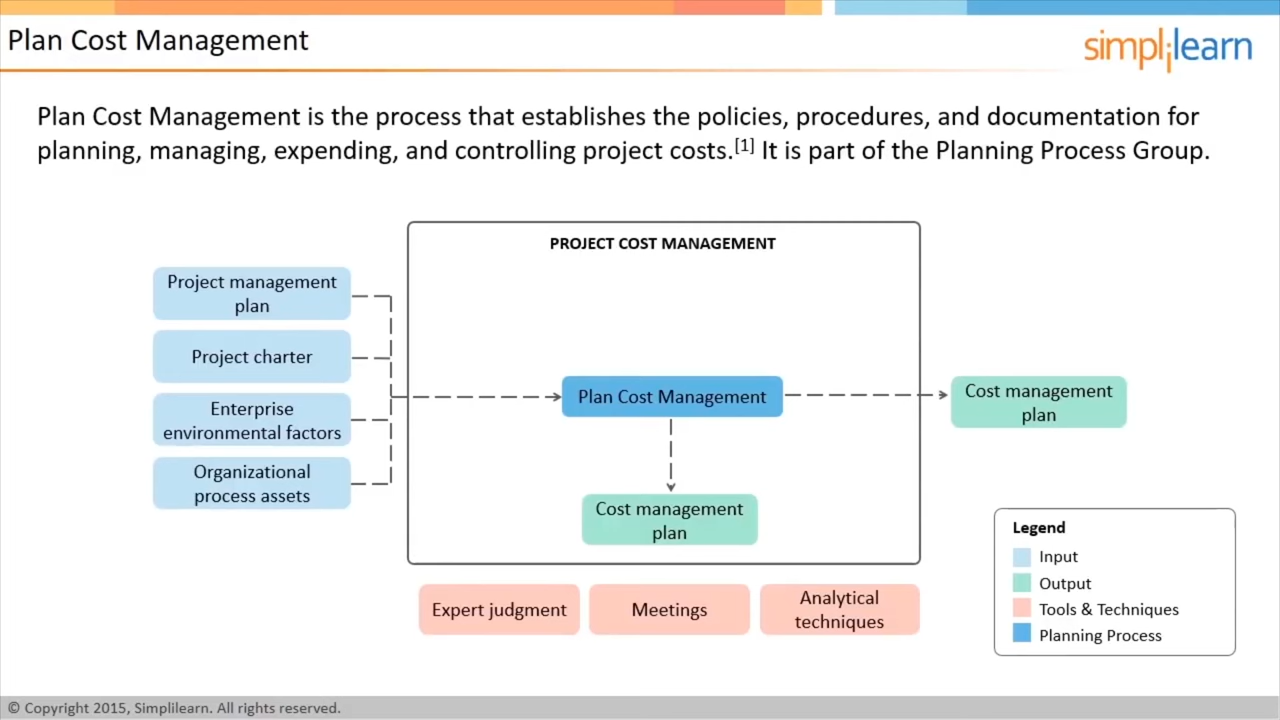 Plan Cost Management
simplilearn
Plan Cost Management is the process that establishes the policies, procedures, and documentation for
planning, managing, expending, and controlling project costs.[1] It is part of the Planning Process Group.
PROJECT COST MANAGEMENT
Project management
plan
Project charter
Enterprise
environmental factors
Organizational
process assets
Plan Cost Management
Cost management
plan
Cost management
plan
Expert judgment
Meetings
Analytical
techniques
Legend
Input
Output
Tools & Techniques
Planning Process
© Copyright 2015, Simplilearn. All rights reserved.